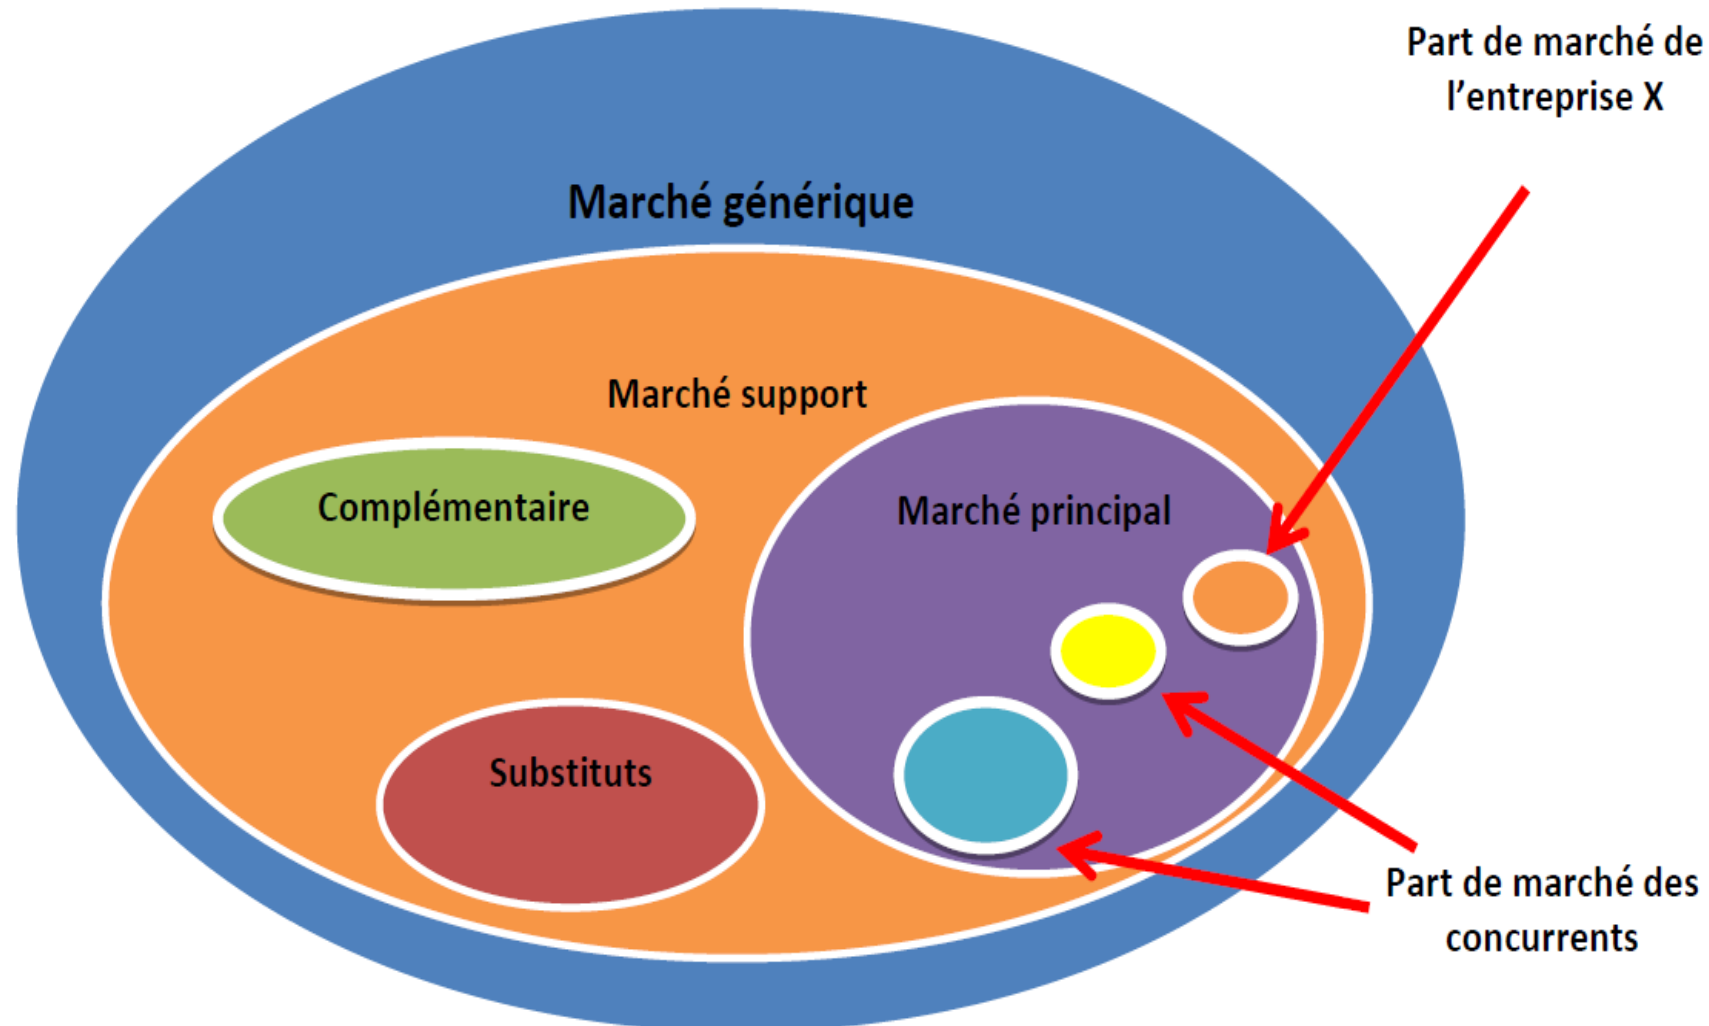 Part de marché de
l’entreprise X
Marché générique
Marché support
Complémentaire
Marché principal
Substituts
Part de marché des
concurrents